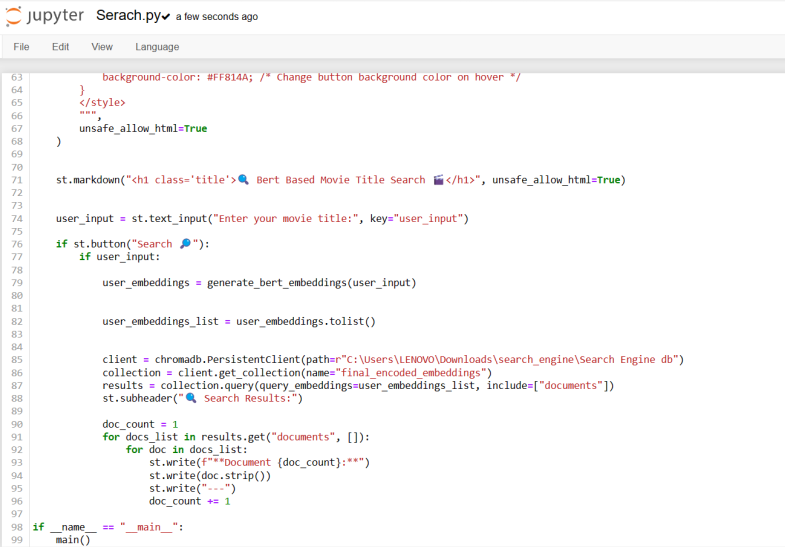 jupyter Serach.py✔ a few seconds ago
File Edit View Language
63 background-color: #FF814A; /* Change button background color on hover */
64 }
65 </style>
66 """,
67 unsafe_allow_html=True
68 )
69
70
71 st.markdown("<h1 class='title'>🔍 Bert Based Movie Title Search 🎬</h1>", unsafe_allow_html=True)
72
73
74 user_input = st.text_input("Enter your movie title:", key="user_input")
75
76 if st.button("Search 🔎"):
77 if user_input:
78
79 user_embeddings = generate_bert_embeddings(user_input)
80
81
82 user_embeddings_list = user_embeddings.tolist()
83
84
85 client = chromadb.PersistentClient(path=r"C:\Users\LENOVO\Downloads\search_engine\Search Engine db")
86 collection = client.get_collection(name="final_encoded_embeddings")
87 results = collection.query(query_embeddings=user_embeddings_list, include=["documents"])
88 st.subheader("🔍 Search Results:")
89
90 doc_count = 1
91 for docs_list in results.get("documents", []):
92 for doc in docs_list:
93 st.write(f"**Document {doc_count}:**")
94 st.write(doc.strip())
95 st.write("---")
96 doc_count += 1
97
98 if __name__ == "__main__":
99 main()